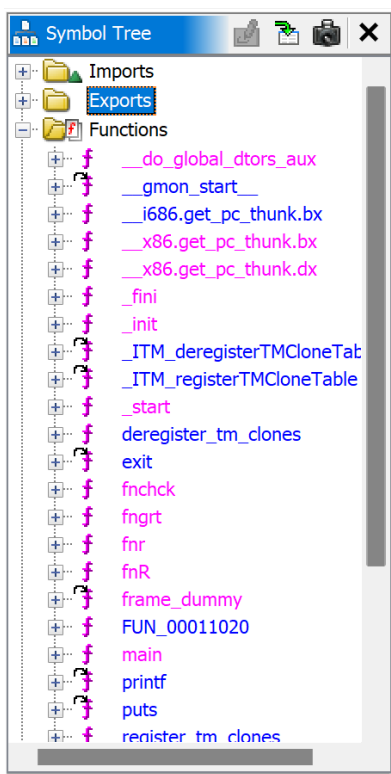 Symbol Tree
Imports
Exports
Functions
__do_global_dtors_aux
__gmon_start__
__i686.get_pc_thunk.bx
__x86.get_pc_thunk.bx
__x86.get_pc_thunk.dx
_fini
_init
_ITM_deregisterTMCloneTab
_ITM_registerTMCloneTable
_start
deregister_tm_clones
exit
fnchck
fngrt
fnr
fnR
frame_dummy
FUN_00011020
main
printf
puts
register_tm_clones